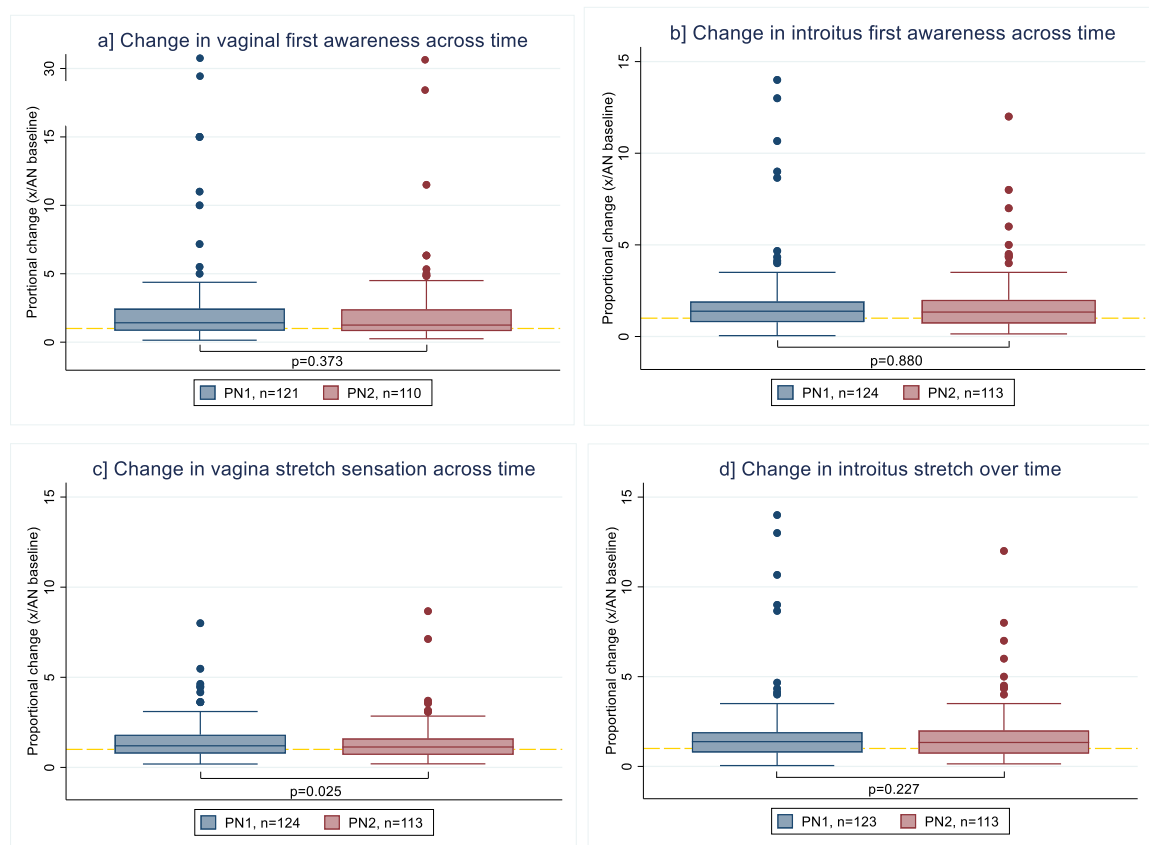 a] Change in vaginal first awareness across time
Prortional change (x/AN baseline)
30
15
10
5
0
p=0.373
PN1, n=121 PN2, n=110
b] Change in introitus first awareness across time
Proportional change (x/AN baseline)
15
10
5
0
p=0.880
PN1, n=124 PN2, n=113
c] Change in vagina stretch sensation across time
Proportional change (x/AN baseline)
15
10
5
0
p=0.025
PN1, n=124 PN2, n=113
d] Change in introitus stretch over time
Proportional change (x/AN baseline)
15
10
5
0
p=0.227
PN1, n=123 PN2, n=113